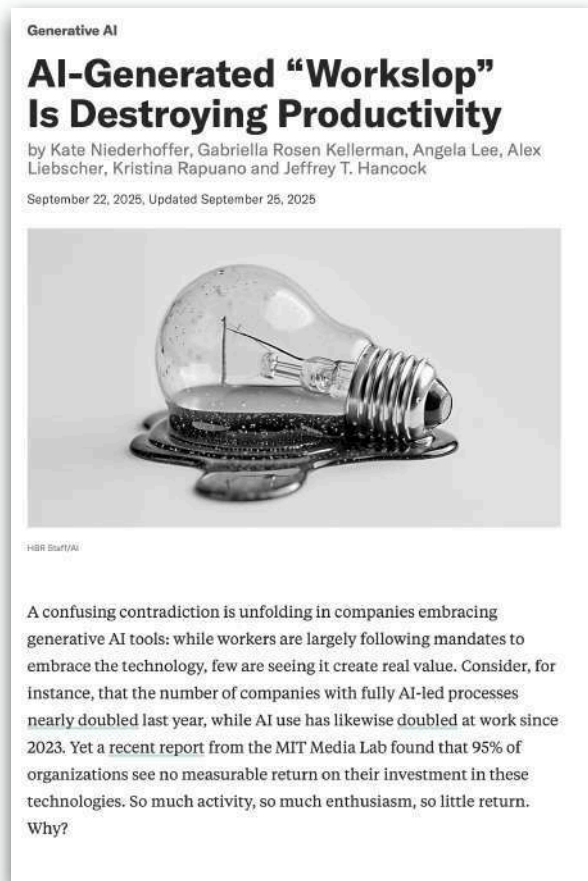 Generative AI
AI-Generated “Workslop”
Is Destroying Productivity
by Kate Niederhoffer, Gabriella Rosen Kellerman, Angela Lee, Alex
Liebscher, Kristina Rapuano and Jeffrey T. Hancock
September 22, 2025, Updated September 25, 2025
HBR Staff/AI
A confusing contradiction is unfolding in companies embracing
generative AI tools: while workers are largely following mandates to
embrace the technology, few are seeing it create real value. Consider, for
instance, that the number of companies with fully AI-led processes
nearly doubled last year, while AI use has likewise doubled at work since
2023. Yet a recent report from the MIT Media Lab found that 95% of
organizations see no measurable return on their investment in these
technologies. So much activity, so much enthusiasm, so little return.
Why?